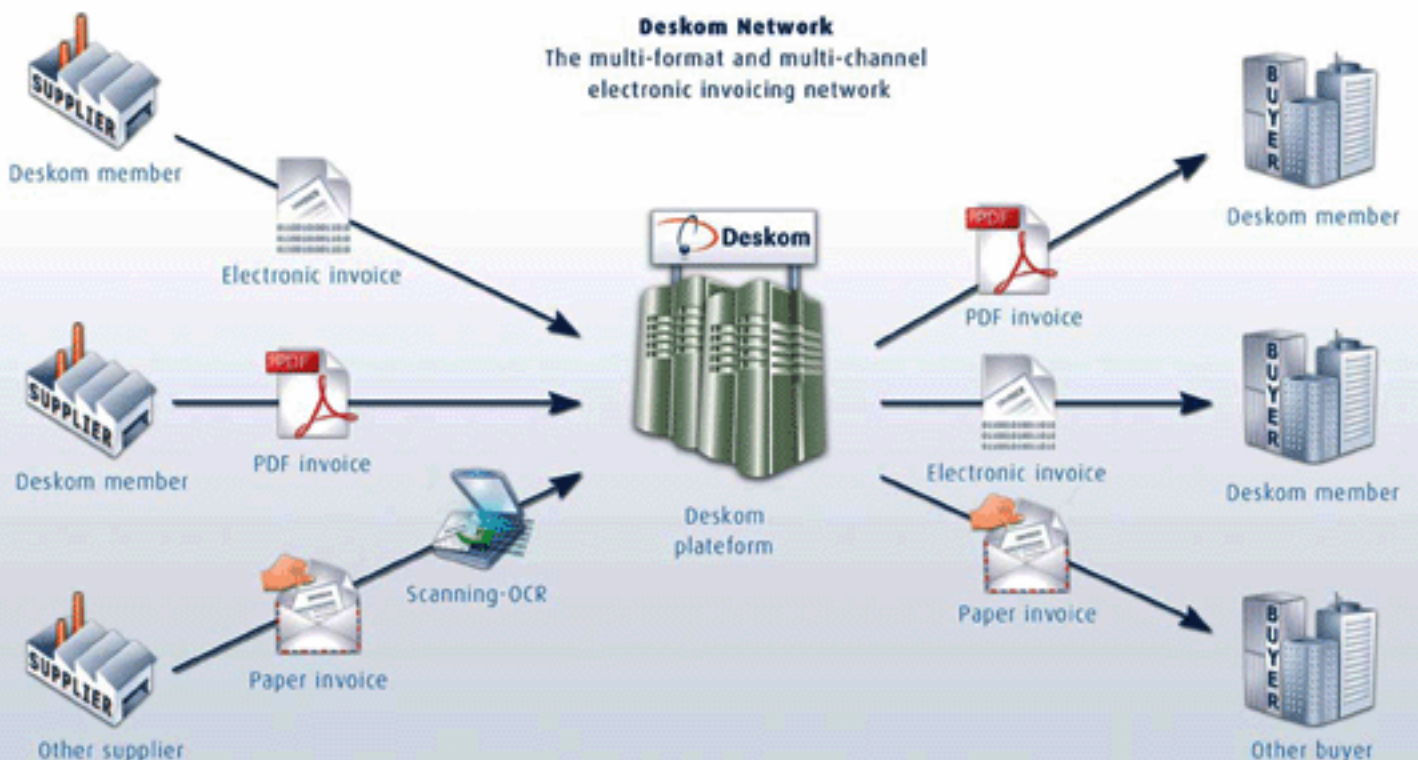 Deskom Network
The multi-format and multi-channel
electronic invoicing network
SUPPLIER
Deskom member
Electronic invoice
Deskom
BUYER
Deskom member
PDF
PDF invoice
SUPPLIER
Deskom member
PDF
PDF invoice
Deskom
plateform
Electronic invoice
BUYER
Deskom member
Scanning-OCR
Paper invoice
SUPPLIER
Other supplier
Paper invoice
BUYER
Other buyer